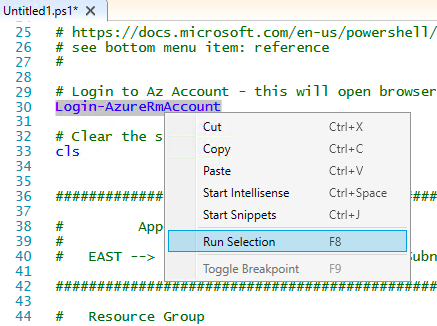 Untitled1.ps1* X
25 # https://docs.microsoft.com/en-us/powershell/
26 # see bottom menu item: reference
27 #
28
29 # Login to Az Account - this will open browser
30 Login-AzureRmAccount
31
32 # Clear the s
33 cls
34
35
36 ####################################
37 # App
38 #
40 # EAST --> Subn
41
42 ####################################
43
44 # Resource Group
Cut Ctrl+X
Copy Ctrl+C
Paste Ctrl+V
Start Intellisense Ctrl+Space
Start Snippets Ctrl+J
Run Selection F8
Toggle Breakpoint F9